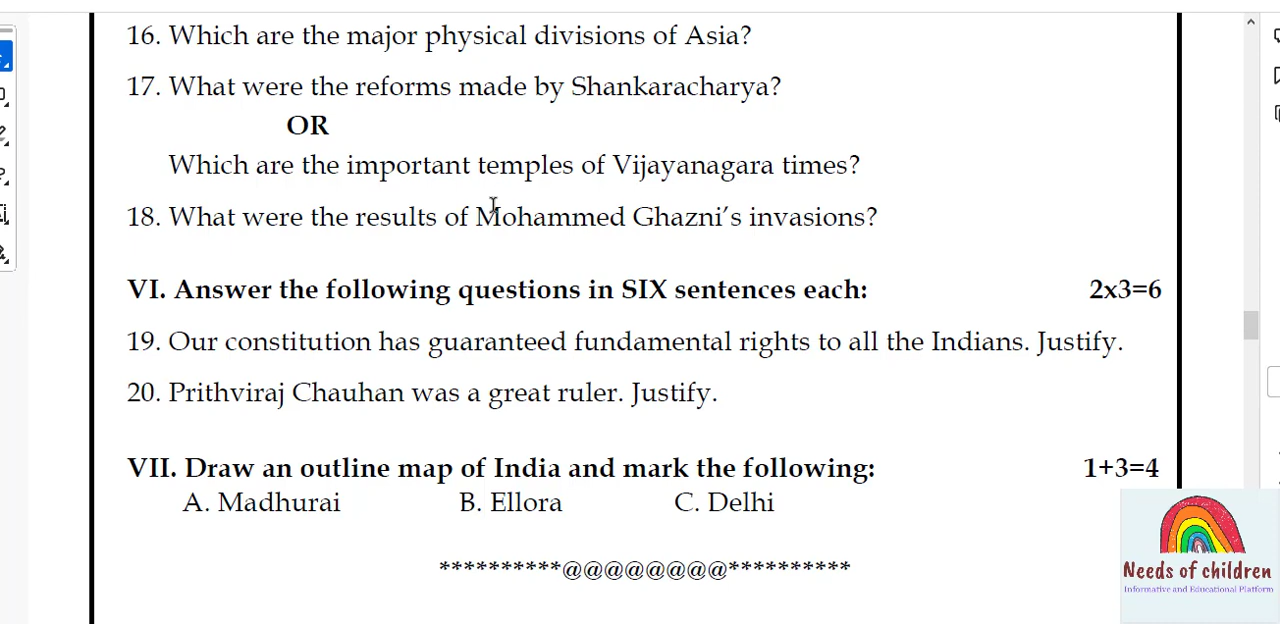 16. Which are the major physical divisions of Asia?
17. What were the reforms made by Shankaracharya?
OR
Which are the important temples of Vijayanagara times?
18. What were the results of Mohammed Ghazni’s invasions?
VI. Answer the following questions in SIX sentences each: 2x3=6
19. Our constitution has guaranteed fundamental rights to all the Indians. Justify.
20. Prithviraj Chauhan was a great ruler. Justify.
VII. Draw an outline map of India and mark the following: 1+3=4
A. Madhurai B. Ellora C. Delhi
**********@@@@@@@@**********
Needs of children
Informative and Educational Platform